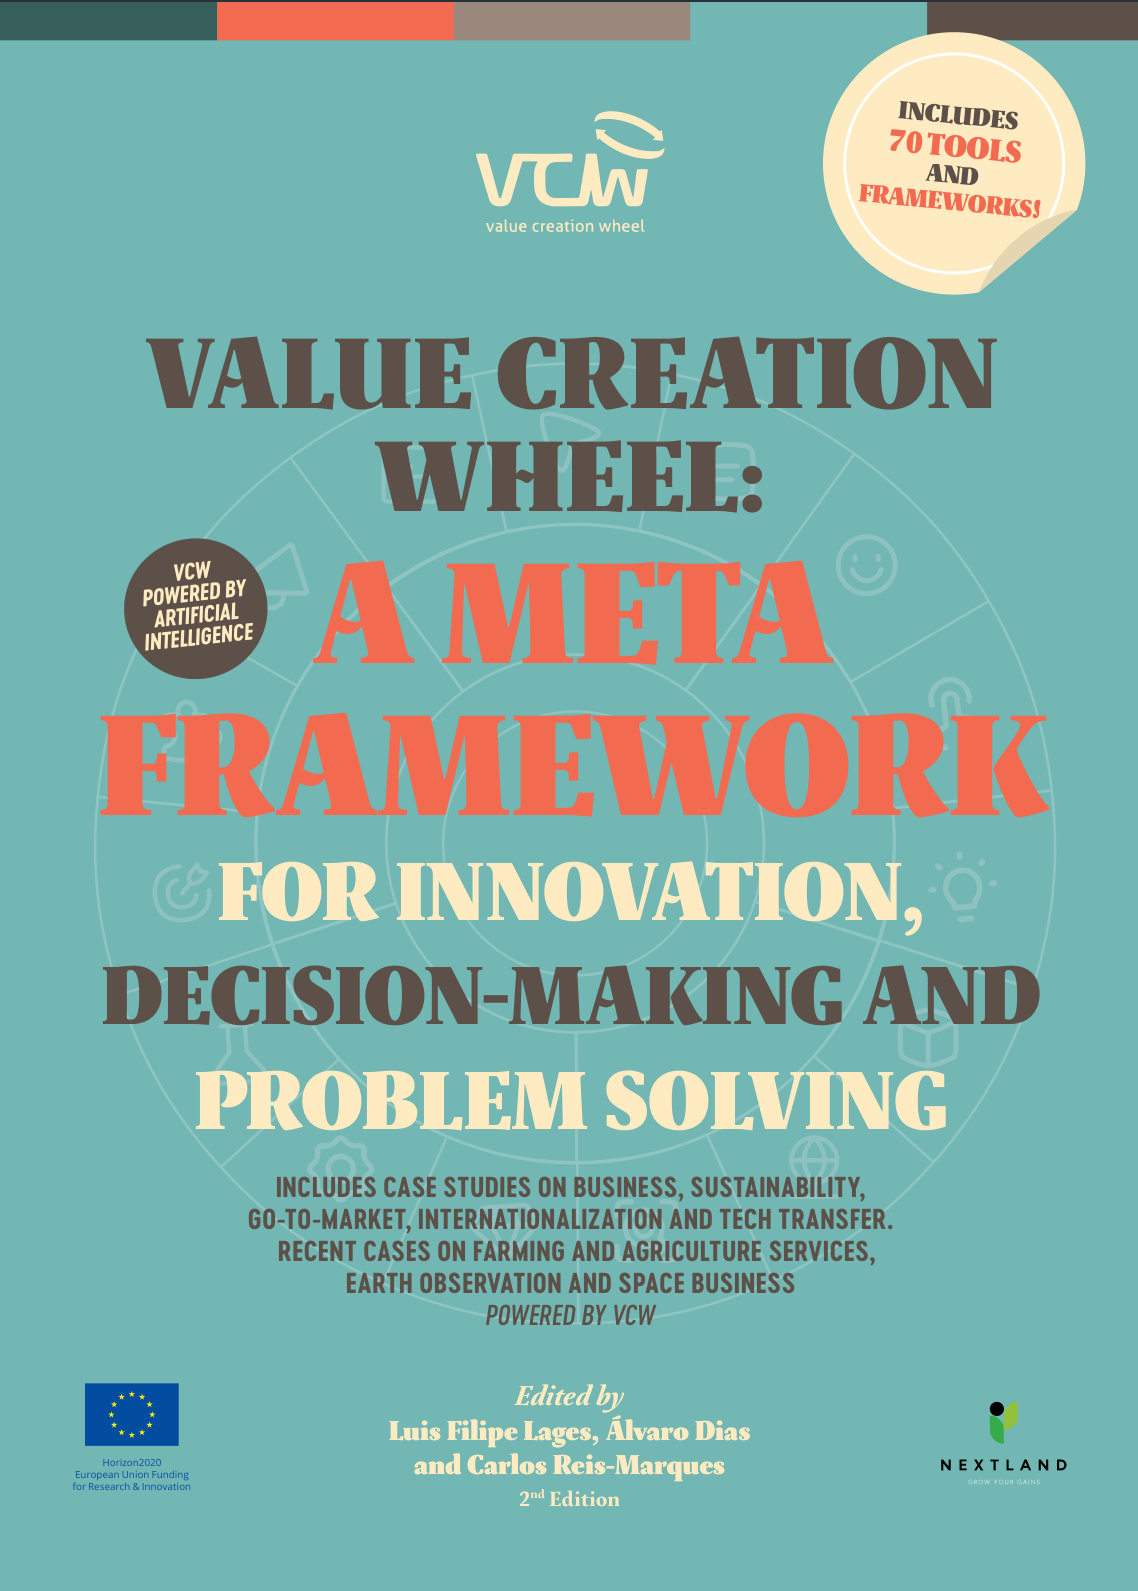 VCW
value creation wheel
INCLUDES
70 TOOLS
AND
FRAMEWORKS!
VALUE CREATION
WHEEL:
VCW
POWERED BY
ARTIFICIAL
INTELLIGENCE
A META
FRAMEWORK
FOR INNOVATION,
DECISION-MAKING AND
PROBLEM SOLVING
INCLUDES CASE STUDIES ON BUSINESS, SUSTAINABILITY,
GO-TO-MARKET, INTERNATIONALIZATION AND TECH TRANSFER.
RECENT CASES ON FARMING AND AGRICULTURE SERVICES,
EARTH OBSERVATION AND SPACE BUSINESS
POWERED BY VCW
Horizon2020
European Union Funding
for Research & Innovation
Edited by
Luis Filipe Lages, Álvaro Dias
and Carlos Reis-Marques
2nd Edition
NEXTLAND
GROW YOUR GAINS